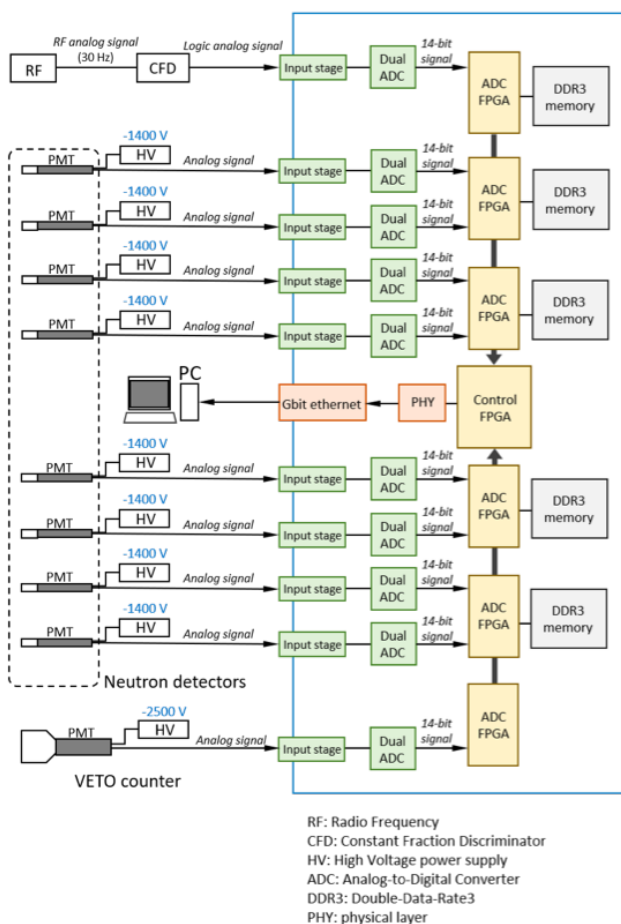 RF analog signal
(30 Hz)
Logic analog signal
RF
CFD
Input stage
Dual
ADC
14-bit
signal
ADC
FPGA
DDR3
memory
-1400 V
PMT
HV
Analog signal
Input stage
Dual
ADC
14-bit
signal
ADC
FPGA
DDR3
memory
-1400 V
PMT
HV
Analog signal
Input stage
Dual
ADC
14-bit
signal
-1400 V
PMT
HV
Analog signal
Input stage
Dual
ADC
14-bit
signal
ADC
FPGA
DDR3
memory
-1400 V
PMT
HV
Analog signal
Input stage
Dual
ADC
14-bit
signal
PC
Gbit ethernet
PHY
Control
FPGA
-1400 V
PMT
HV
Analog signal
Input stage
Dual
ADC
14-bit
signal
ADC
FPGA
DDR3
memory
-1400 V
PMT
HV
Analog signal
Input stage
Dual
ADC
14-bit
signal
-1400 V
PMT
HV
Analog signal
Input stage
Dual
ADC
14-bit
signal
ADC
FPGA
DDR3
memory
-1400 V
PMT
HV
Analog signal
Input stage
Dual
ADC
14-bit
signal
Neutron detectors
-2500 V
PMT
HV
Analog signal
Input stage
Dual
ADC
14-bit
signal
ADC
FPGA
VETO counter
RF: Radio Frequency
CFD: Constant Fraction Discriminator
HV: High Voltage power supply
ADC: Analog-to-Digital Converter
DDR3: Double-Data-Rate3
PHY: physical layer